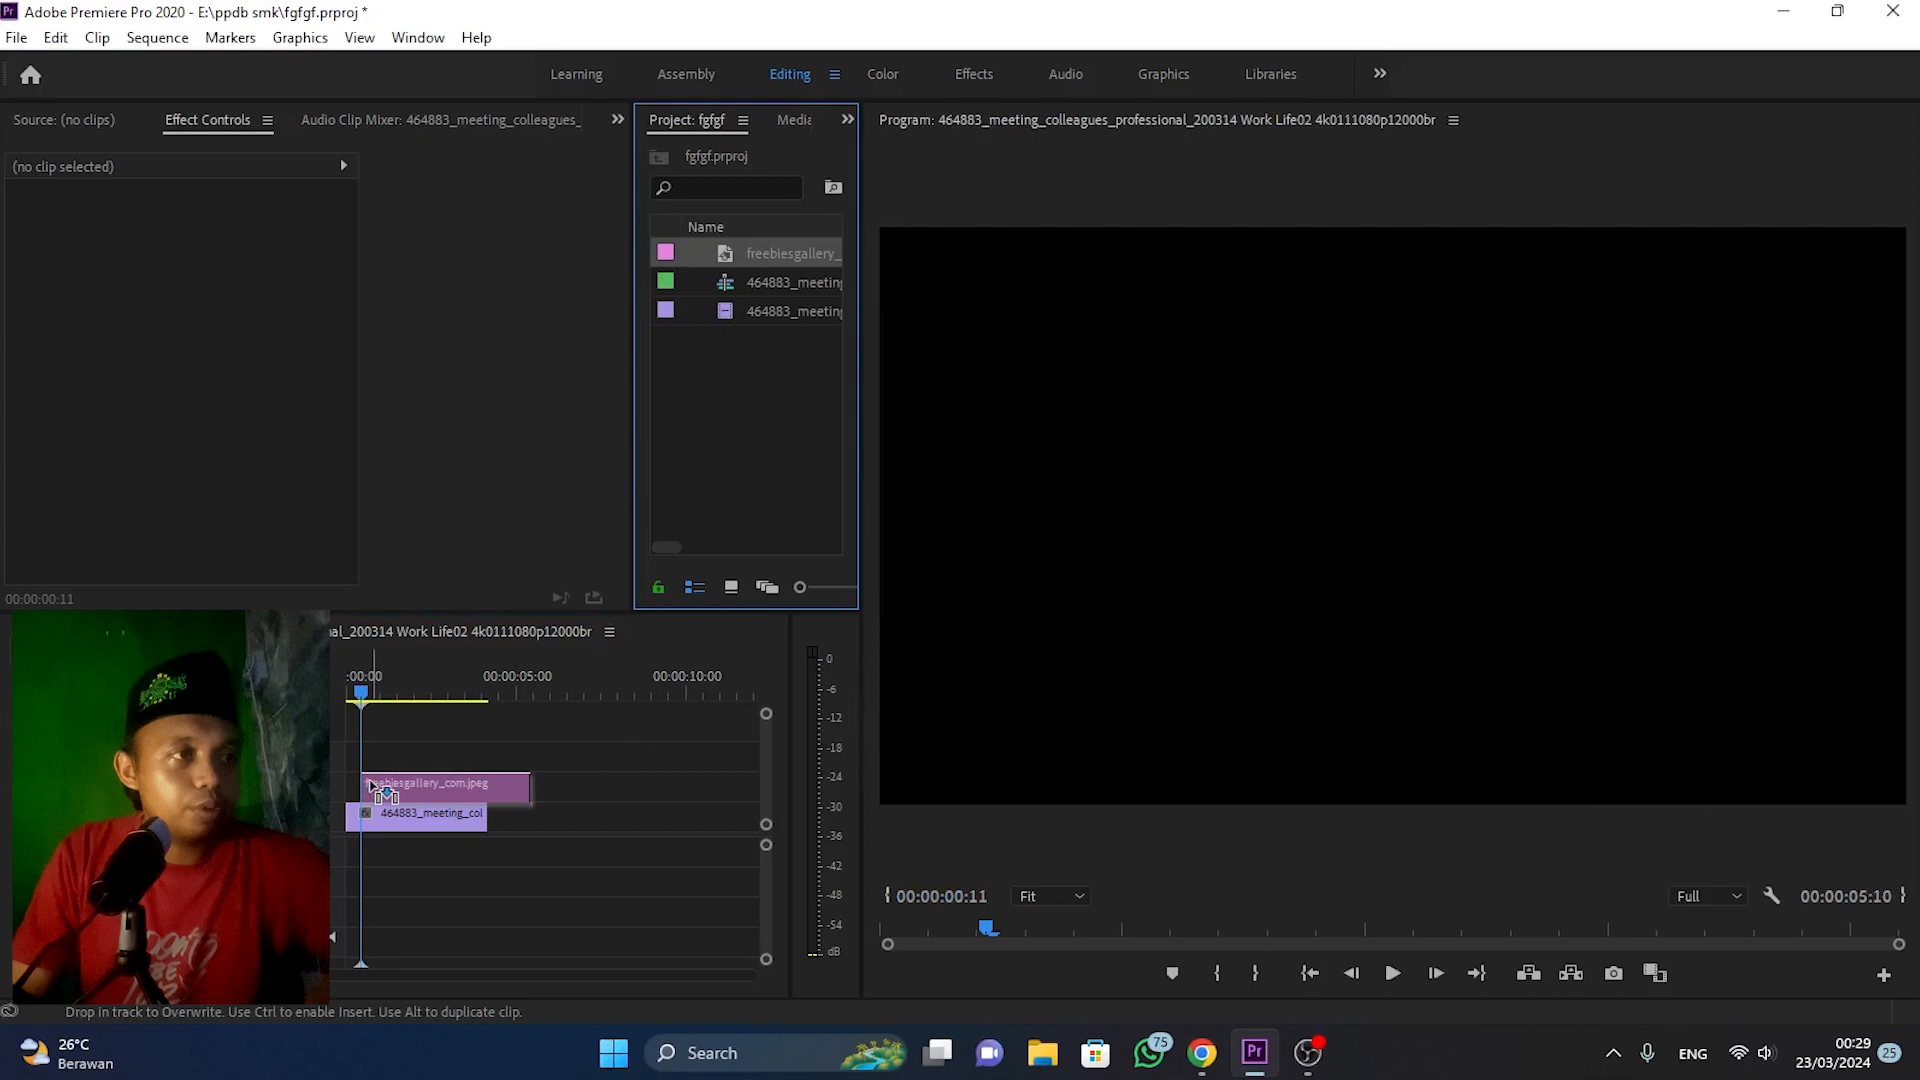 Adobe Premiere Pro 2020 - E:\ppdb smk\fgfgf.prproj *
File Edit Clip Sequence Markers Graphics View Window Help
Learning Assembly Editing Color Effects Audio Graphics Libraries
Source: (no clips) Effect Controls Audio Clip Mixer: 464883_meeting_colleagues_
Project: fgfgf Media
Program: 464883_meeting_colleagues_professional_200314 Work Life02 4k0111080p12000br
(no clip selected)
fgfgf.prproj
Name
freebiesgallery_
464883_meeting
464883_meeting
00:00:00:11
al_200314 Work Life02 4k0111080p12000br
:00:00 00:00:05:00 00:00:10:00
freebiesgallery_com.jpeg
464883_meeting_col
0
-6
-12
-18
-24
-30
-36
-42
-48
-54
dB
00:00:00:11 Fit Full 00:00:05:10
Drop in track to Overwrite. Use Ctrl to enable Insert. Use Alt to duplicate clip.
26°C
Berawan
Search
75
Pr
ENG
00:29
23/03/2024
25